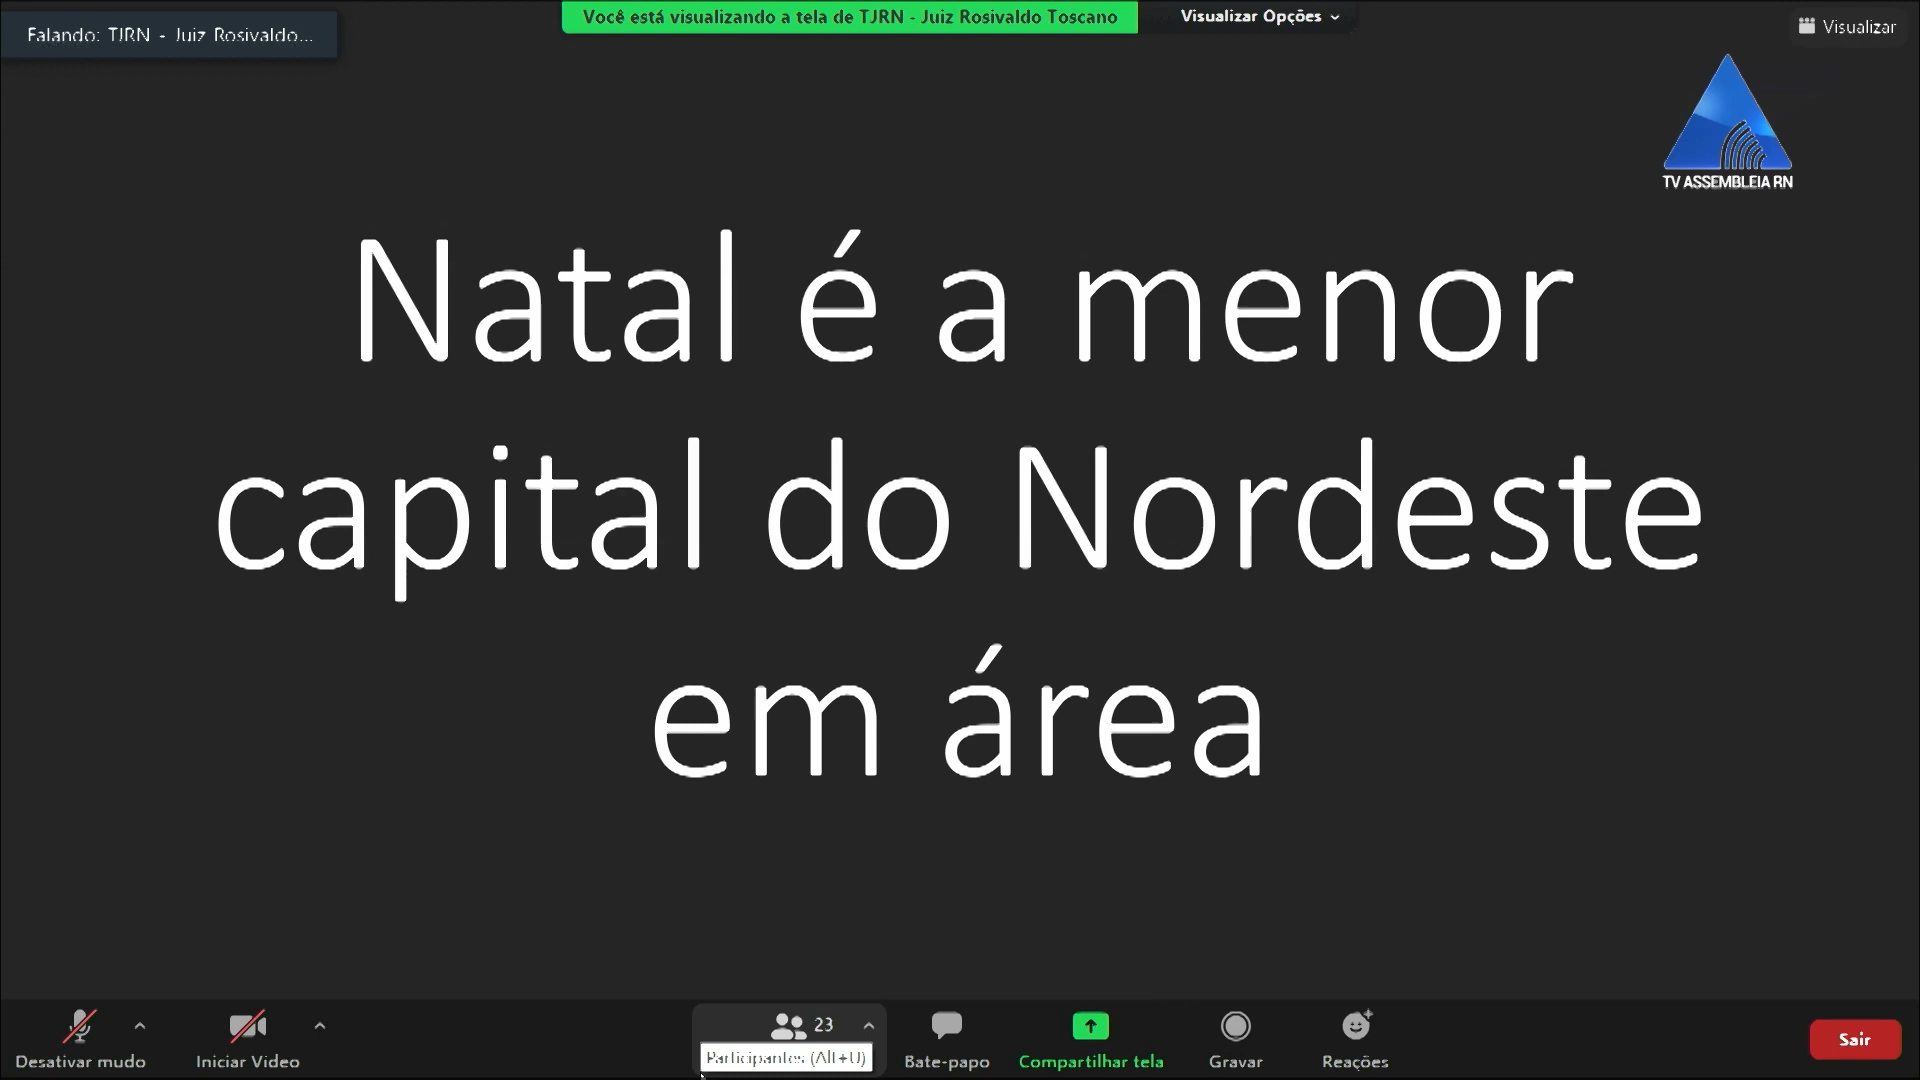 Falando: TJRN - Juiz Rosivaldo...
Você está visualizando a tela de TJRN - Juiz Rosivaldo Toscano
Visualizar Opções
Visualizar
TV ASSEMBLEIA RN
Natal é a menor
capital do Nordeste
em área
Desativar mudo
Iniciar Vídeo
23
Participantes (Alt+U)
Bate-papo
Compartilhar tela
Gravar
Reações
Sair